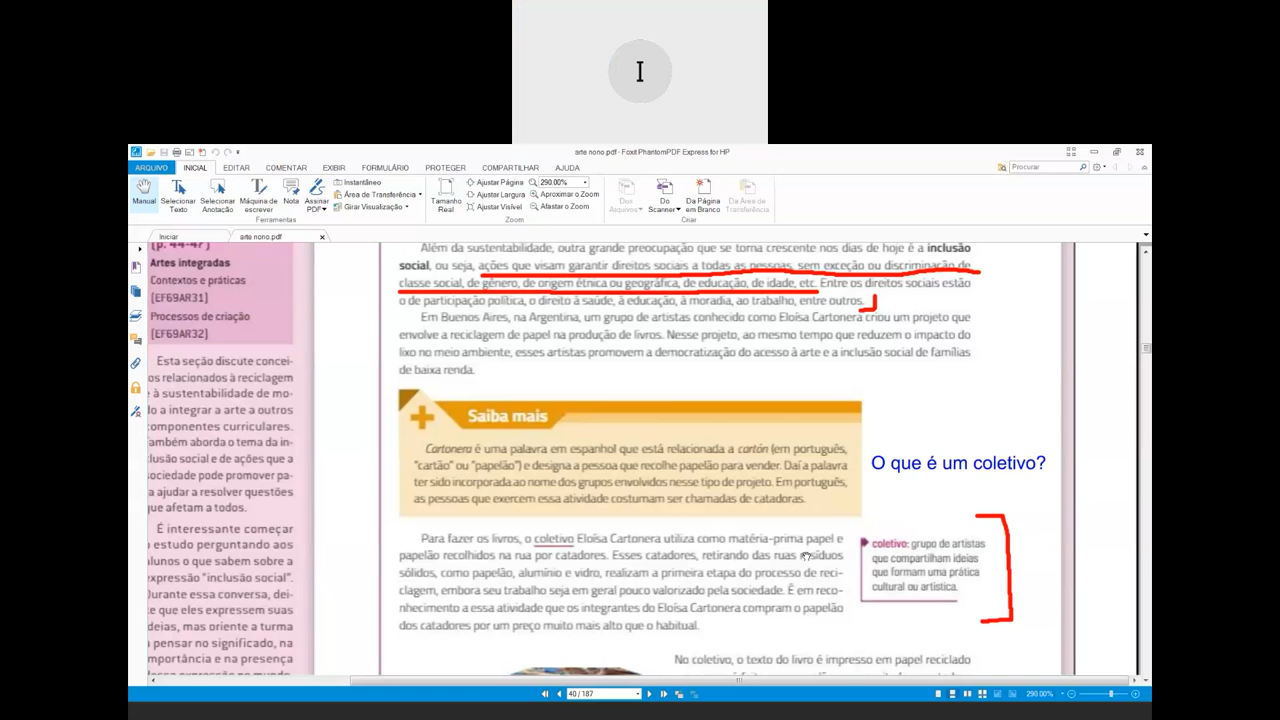 I
arte nono.pdf - Foxit PhantomPDF Express for HP
ARQUIVO INICIAL EDITAR COMENTAR EXIBIR FORMULÁRIO PROTEGER COMPARTILHAR AJUDA
Procurar
Manual
Selecionar Texto
Selecionar Anotação
Máquina de escrever
Nota
Assinar PDF
Instantâneo
Área de Transferência
Girar Visualização
Ferramentas
Tamanho Real
Ajustar Página
Ajustar Largura
Ajustar Visível
290.00%
Aproximar o Zoom
Afastar o Zoom
Zoom
Dos Arquivos
Do Scanner
Da Página em Branco
Da Área de Transferência
Criar
Iniciar
arte nono.pdf
(p. 44-47)
Artes integradas
Contextos e práticas
[EF69AR31]
Processos de criação
[EF69AR32]
Esta seção discute concei-
os relacionados à reciclagem
e à sustentabilidade de mo-
lo a integrar a arte a outros
componentes curriculares.
Também aborda o tema da in-
clusão social e de ações que a
sociedade pode promover pa-
a ajudar a resolver questões
que afetam a todos.
É interessante começar
o estudo perguntando aos
alunos o que sabem sobre a
expressão "inclusão social".
Durante essa conversa, dei-
te que eles expressem suas
deias, mas oriente a turma
a pensar no significado, na
importância e na presença
Além da sustentabilidade, outra grande preocupação que se torna crescente nos dias de hoje é a inclusão
social, ou seja, ações que visam garantir direitos sociais a todas as pessoas, sem exceção ou discriminação de
classe social, de gênero, de origem étnica ou geográfica, de educação, de idade, etc. Entre os direitos sociais estão
o de participação política, o direito à saúde, à educação, à moradia, ao trabalho, entre outros.
Em Buenos Aires, na Argentina, um grupo de artistas conhecido como Eloísa Cartonera criou um projeto que
envolve a reciclagem de papel na produção de livros. Nesse projeto, ao mesmo tempo que reduzem o impacto do
lixo no meio ambiente, esses artistas promovem a democratização do acesso à arte e a inclusão social de famílias
de baixa renda.
Saiba mais
Cartonera é uma palavra em espanhol que está relacionada a cartón (em português,
"cartão" ou "papelão") e designa a pessoa que recolhe papelão para vender. Daí a palavra
ter sido incorporada ao nome dos grupos envolvidos nesse tipo de projeto. Em português,
as pessoas que exercem essa atividade costumam ser chamadas de catadoras.
O que é um coletivo?
Para fazer os livros, o coletivo Eloísa Cartonera utiliza como matéria-prima papel e
papelão recolhidos na rua por catadores. Esses catadores, retirando das ruas resíduos
sólidos, como papelão, alumínio e vidro, realizam a primeira etapa do processo de reci-
clagem, embora seu trabalho seja em geral pouco valorizado pela sociedade. É em reco-
nhecimento a essa atividade que os integrantes do Eloísa Cartonera compram o papelão
dos catadores por um preço muito mais alto que o habitual.
coletivo: grupo de artistas
que compartilham ideias
que formam uma prática
cultural ou artística.
No coletivo, o texto do livro é impresso em papel reciclado
40 / 187
290.00%